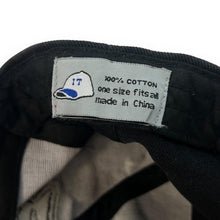 IT
100% COTTON
one size fits all
made in China